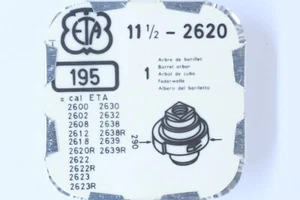 ETA
11 1/2 - 2620
195
1
Arbre de barillet
Barrel arbor
Arbol de cubo
Federwelle
Albero del bariletto
= cal ETA
2600 2630
2602 2632
2608 2638
2612 2638R
2618 2639
2620R 2639R
2622
2622R
2623
2623R
290